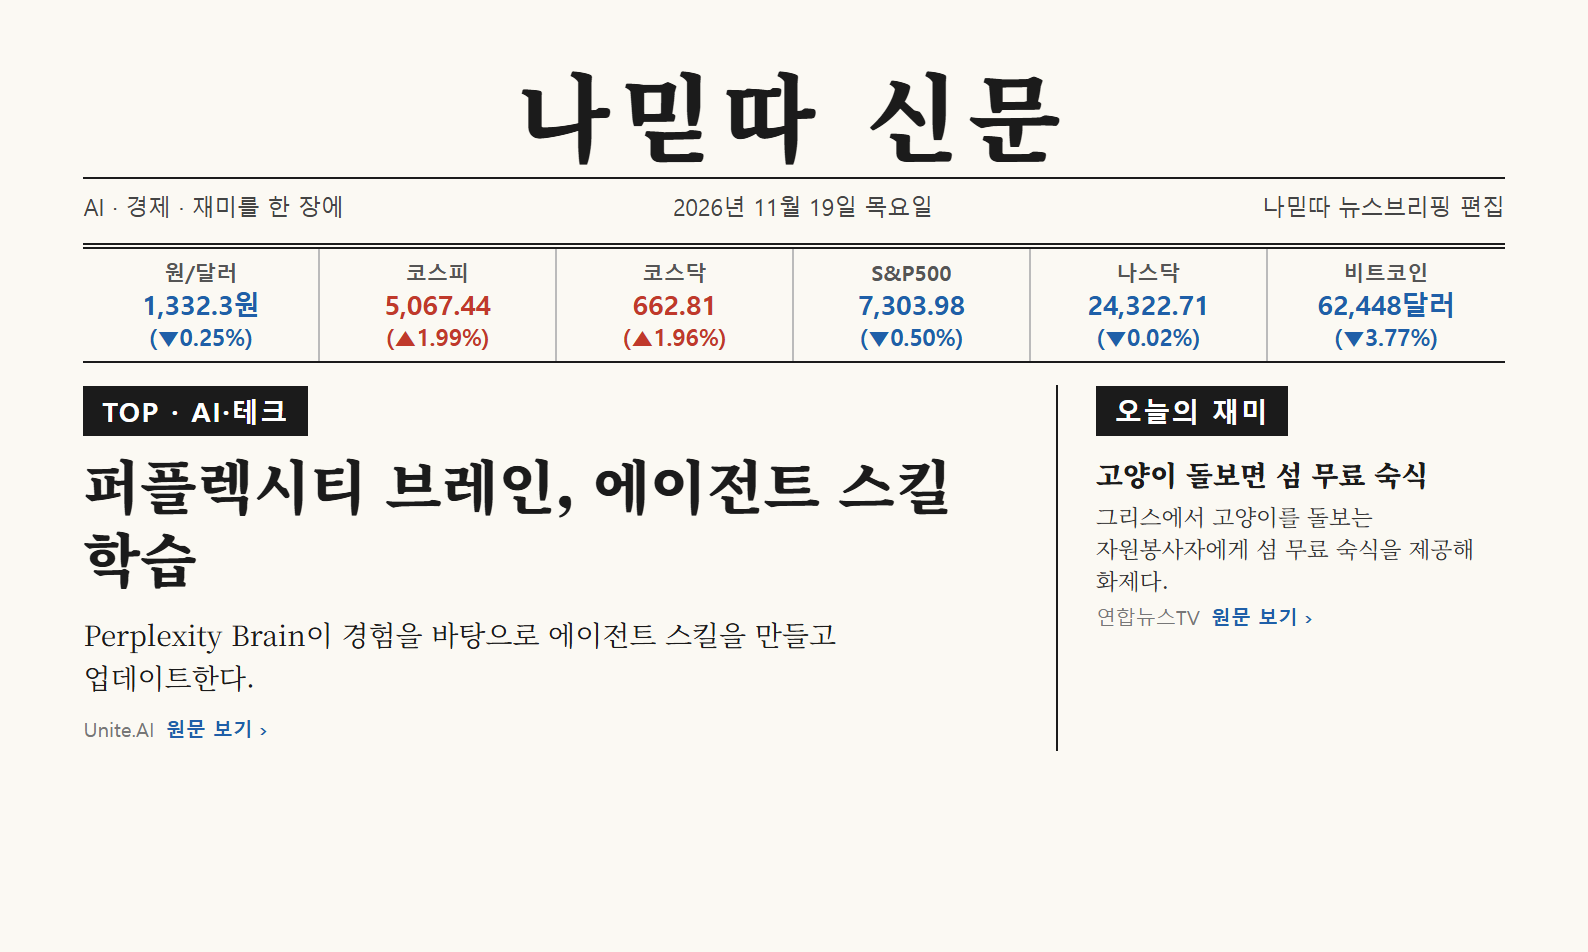 나믿따 신문
AI · 경제 · 재미를 한 장에
2026년 11월 19일 목요일
나믿따 뉴스브리핑 편집
원/달러
1,332.3원
(▼0.25%)
코스피
5,067.44
(▲1.99%)
코스닥
662.81
(▲1.96%)
S&P500
7,303.98
(▼0.50%)
나스닥
24,322.71
(▼0.02%)
비트코인
62,448달러
(▼3.77%)
TOP · AI·테크
퍼플렉시티 브레인, 에이전트 스킬
학습
Perplexity Brain이 경험을 바탕으로 에이전트 스킬을 만들고
업데이트한다.
Unite.AI 원문 보기 ›
오늘의 재미
고양이 돌보면 섬 무료 숙식
그리스에서 고양이를 돌보는
자원봉사자에게 섬 무료 숙식을 제공해
화제다.
연합뉴스TV 원문 보기 ›